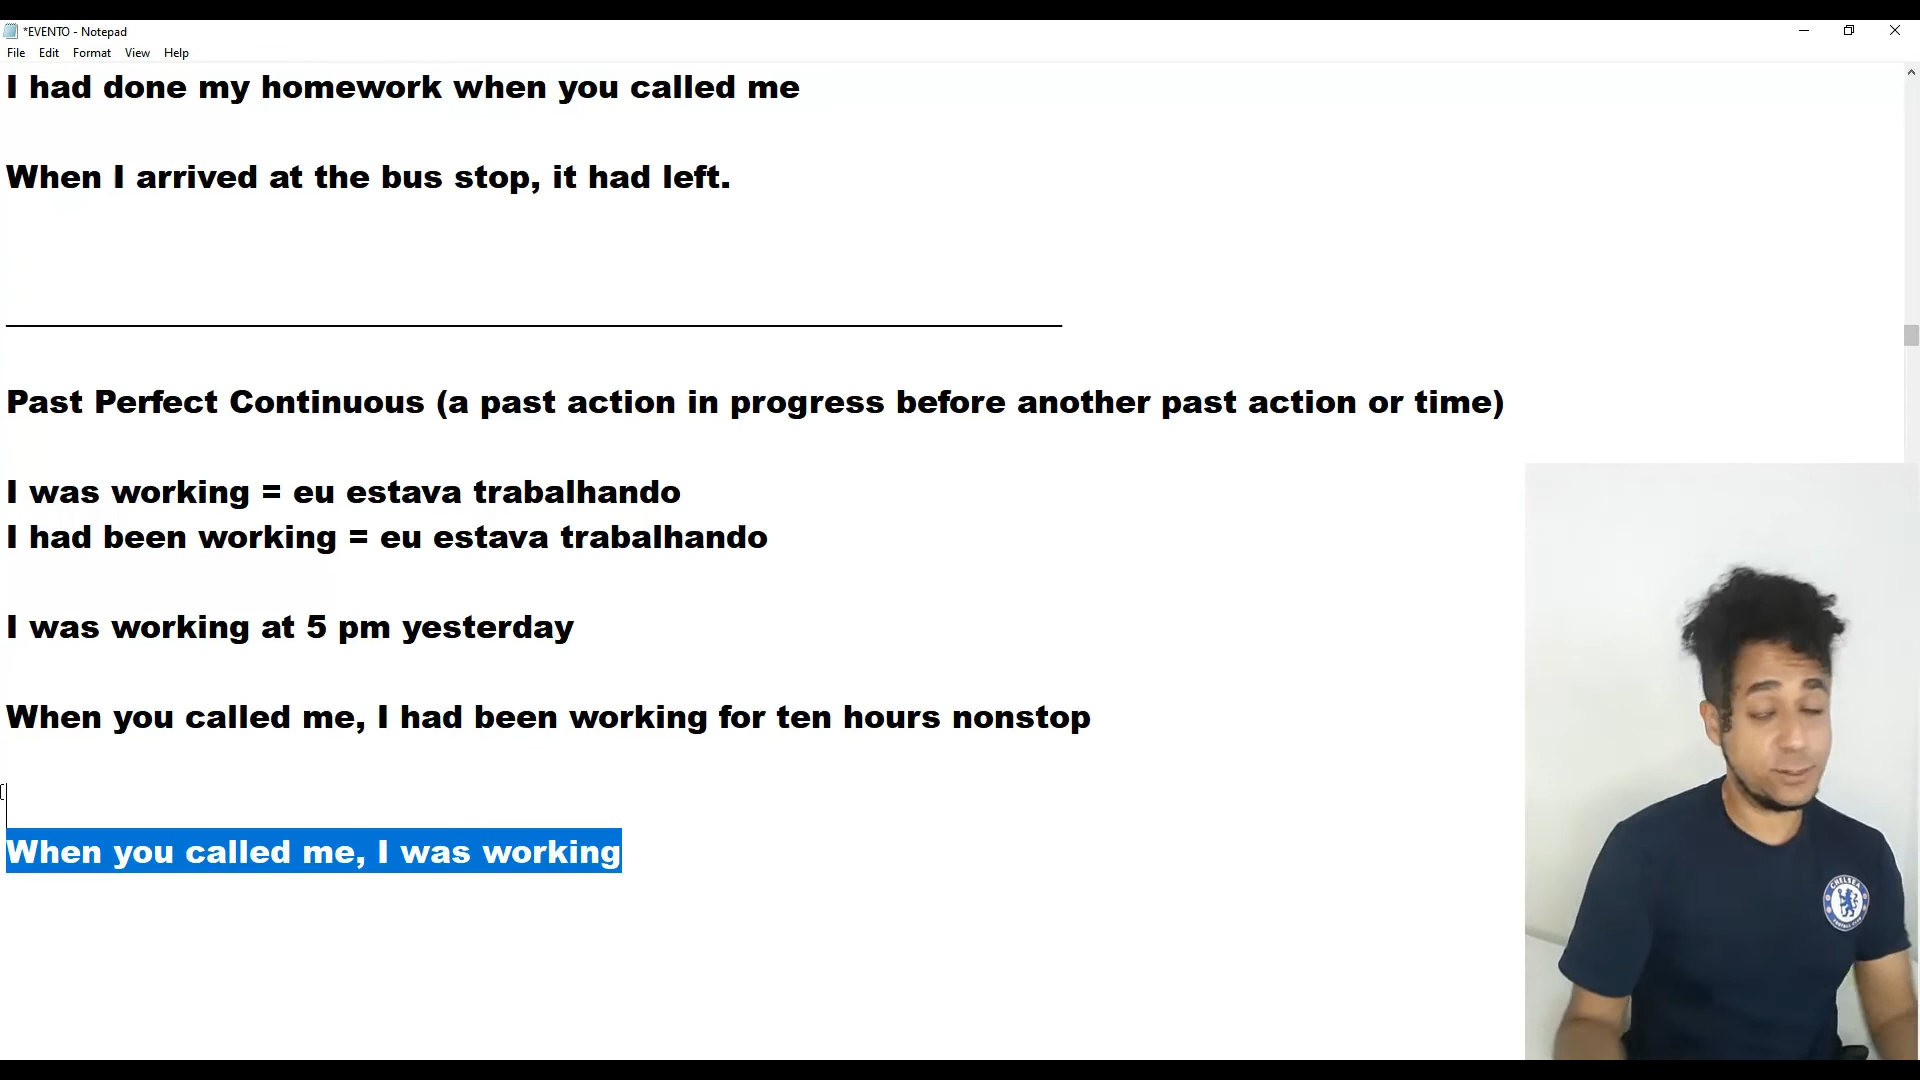 *EVENTO - Notepad
File Edit Format View Help
I had done my homework when you called me
When I arrived at the bus stop, it had left.
Past Perfect Continuous (a past action in progress before another past action or time)
I was working = eu estava trabalhando
I had been working = eu estava trabalhando
I was working at 5 pm yesterday
When you called me, I had been working for ten hours nonstop
When you called me, I was working
CHELSEA
FOOTBALL CLUB